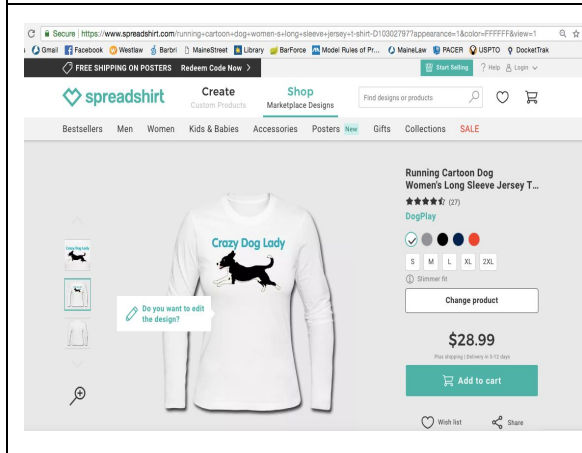 Secure | https://www.spreadshirt.com/running+cartoon+dog+women-s+long+sleeve+jersey+t-shirt-D10302797?appearance=1&color=FFFFFF&view=1
Gmail Facebook Westlaw Barbri MaineStreet Library BarForce Model Rules of Pr... MaineLaw PACER USPTO DocketTrak
FREE SHIPPING ON POSTERS Redeem Code Now > Start Selling ? Help Login
spreadshirt Create Shop Find designs or products
Custom Products Marketplace Designs
Bestsellers Men Women Kids & Babies Accessories Posters New Gifts Collections SALE
Running Cartoon Dog
Women's Long Sleeve Jersey T...
(27)
DogPlay
Crazy Dog Lady
Crazy Dog Lady
S M L XL 2XL
Slimmer fit
Do you want to edit
the design?
Change product
$28.99
Plus shipping | Delivery in 5-12 days
Add to cart
Wish list Share